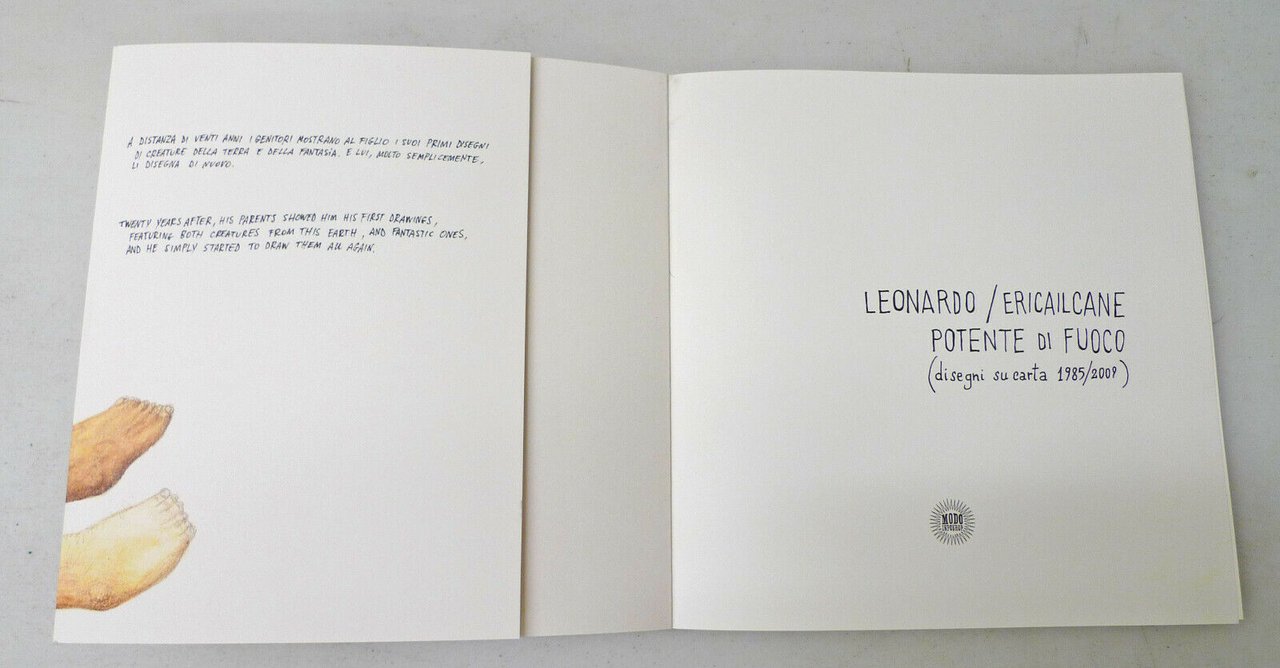 A DISTANZA DI VENTI ANNI I GENITORI MOSTRANO AL FIGLIO I SUOI PRIMI DISEGNI
DI CREATURE DELLA TERRA E DELLA FANTASIA. E LUI, MOLTO SEMPLICEMENTE,
LI DISEGNA DI NUOVO.
TWENTY YEARS AFTER, HIS PARENTS SHOWED HIM HIS FIRST DRAWINGS,
FEATURING BOTH CREATURES FROM THIS EARTH, AND FANTASTIC ONES,
AND HE SIMPLY STARTED TO DRAW THEM ALL AGAIN.
LEONARDO / ERICAILCANE
POTENTE DI FUOCO
(disegni su carta 1985/2009)
MODO